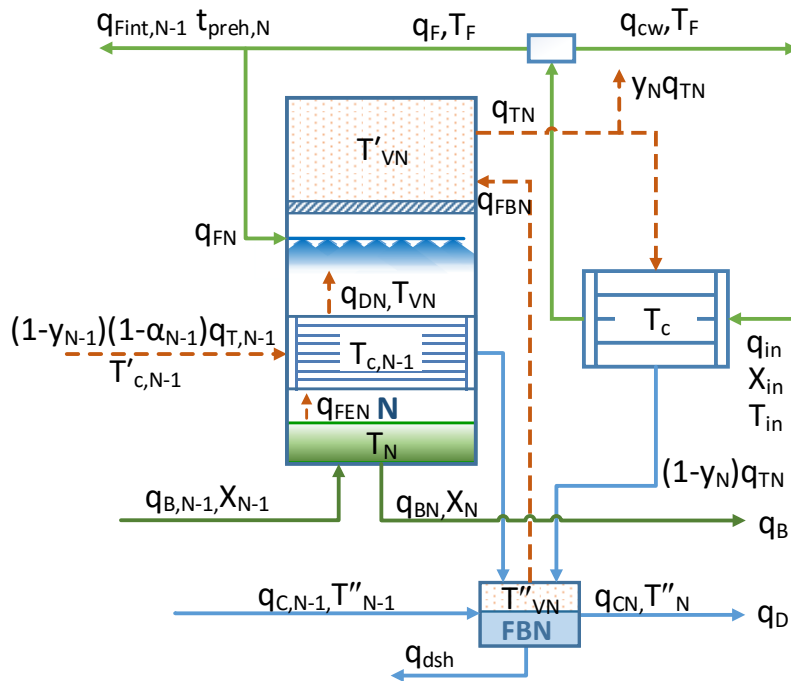 q_Fint,N-1 t_preh,N
q_F,T_F
q_cw,T_F
q_TN
y_Nq_TN
T′_VN
q_FBN
q_FN
q_DN,T_VN
(1-y_N-1)(1-α_N-1)q_T,N-1
T′_c,N-1
T_c,N-1
T_c
q_in
X_in
T_in
q_FEN N
T_N
(1-y_N)q_TN
q_B,N-1,X_N-1
q_BN,X_N
q_B
q_C,N-1,T″_N-1
T″_VN
q_CN,T″_N
FBN
q_D
q_dsh